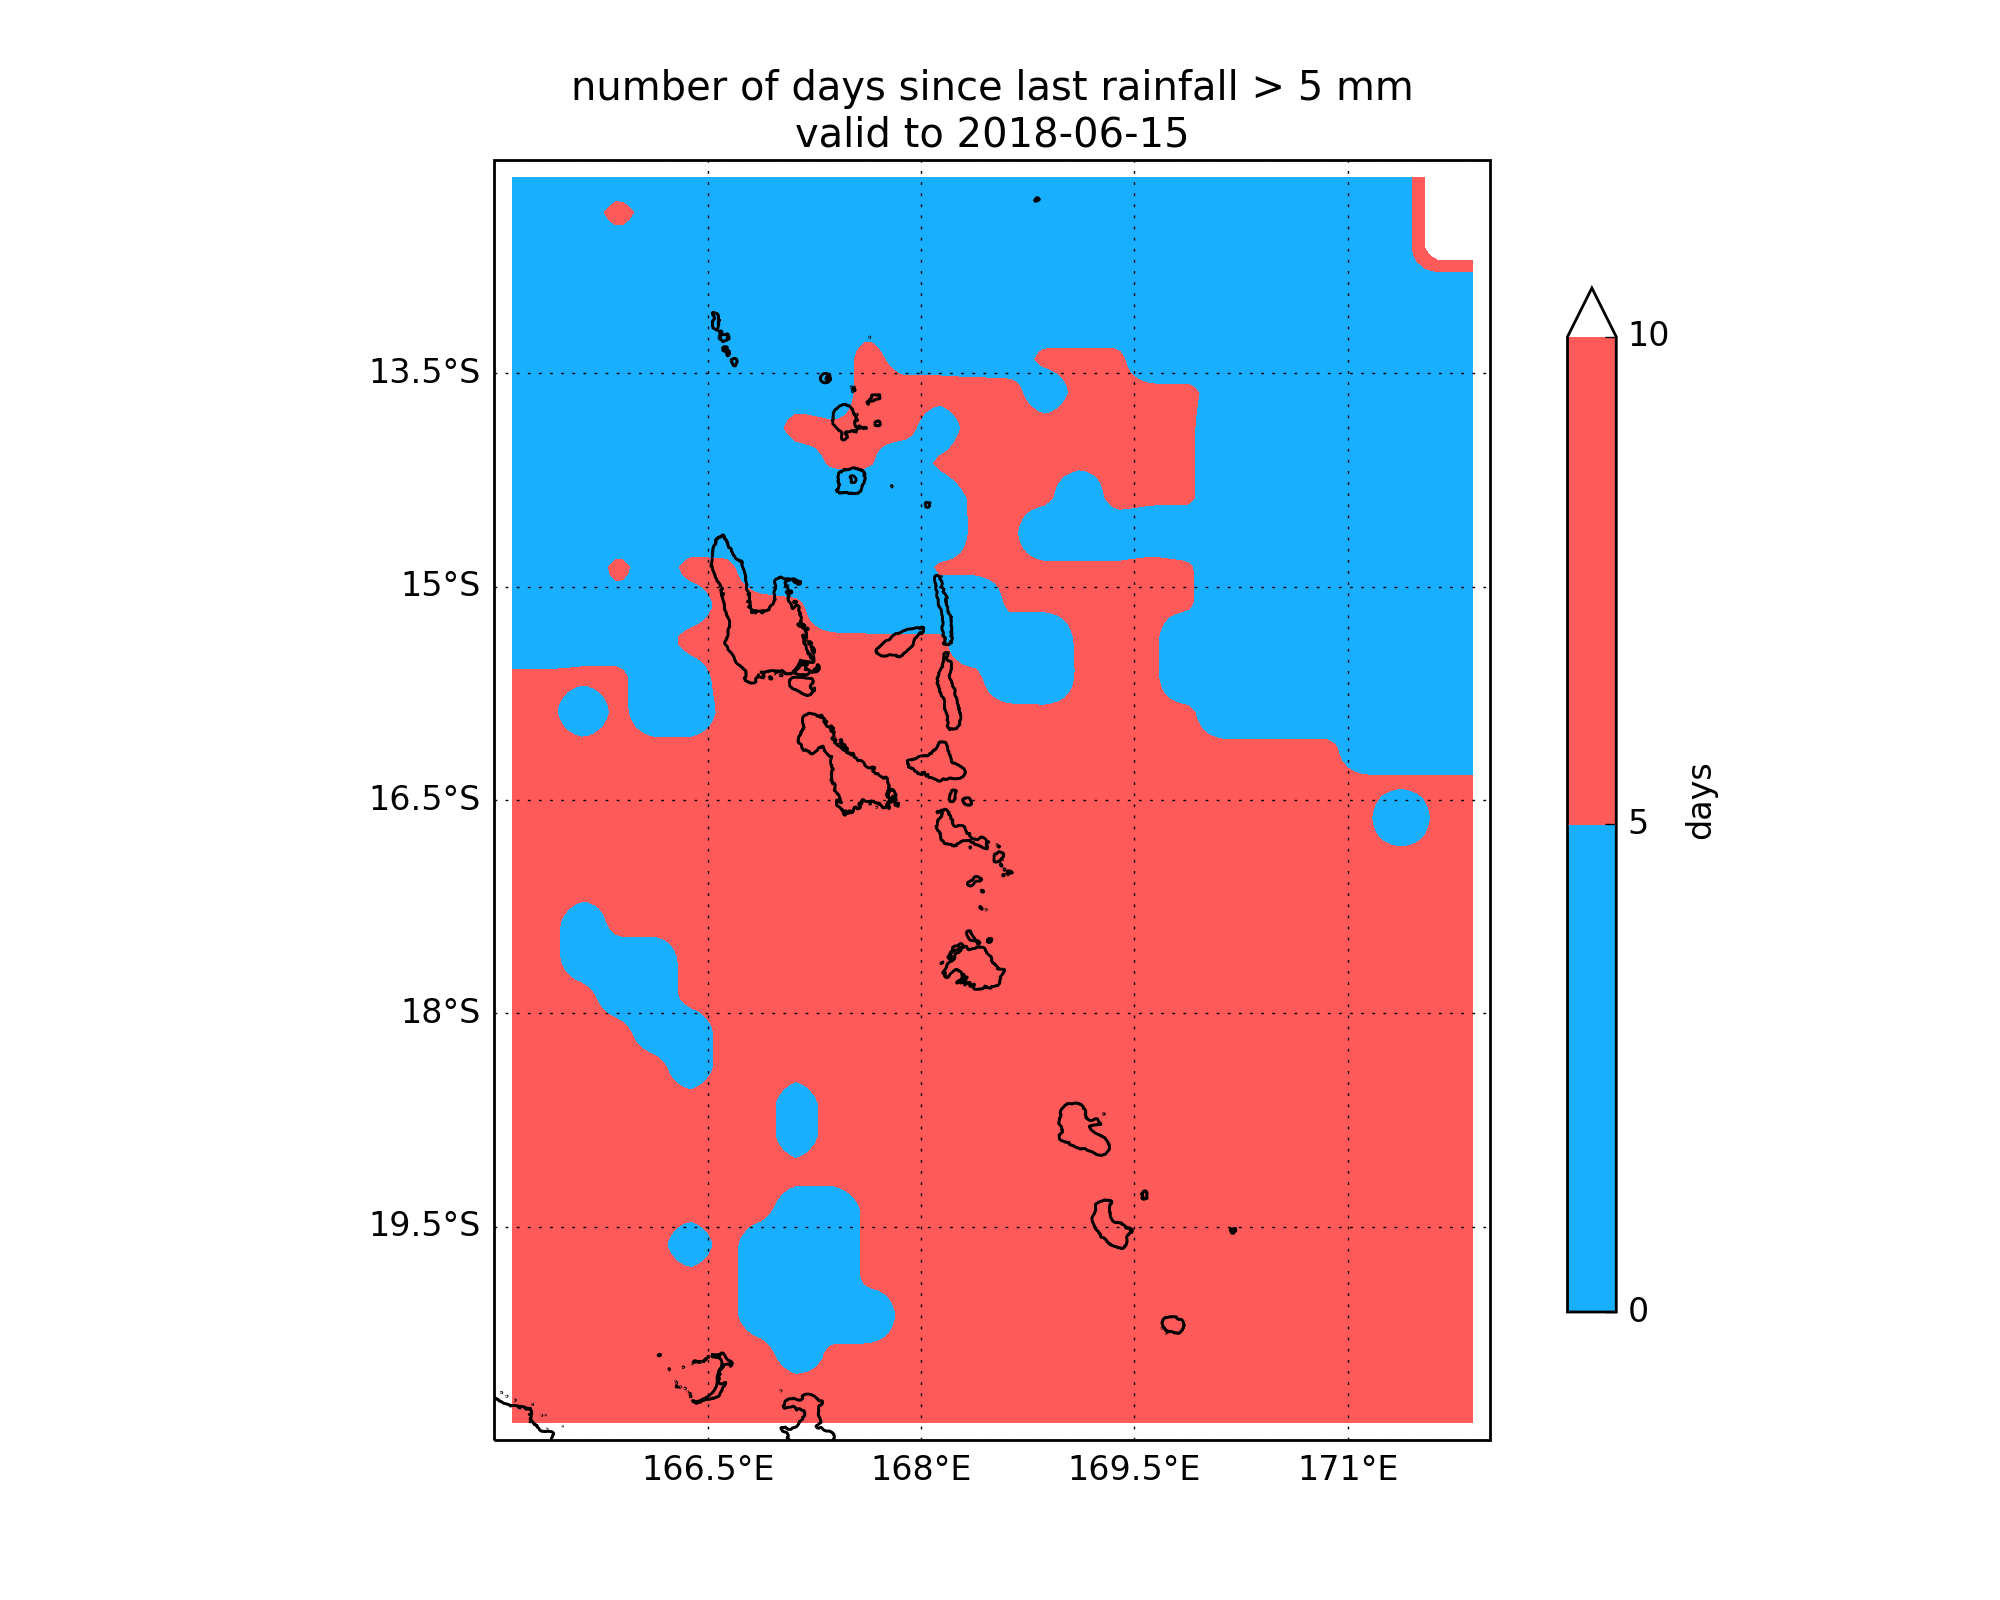 number of days since last rainfall > 5 mm
valid to 2018-06-15
13.5°S
15°S
16.5°S
18°S
19.5°S
166.5°E 168°E 169.5°E 171°E
10
5
0
days